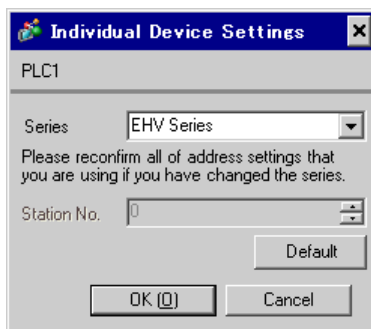 Individual Device Settings
PLC1
Series EHV Series
Please reconfirm all of address settings that
you are using if you have changed the series.
Station No. 0
Default
OK (O) Cancel